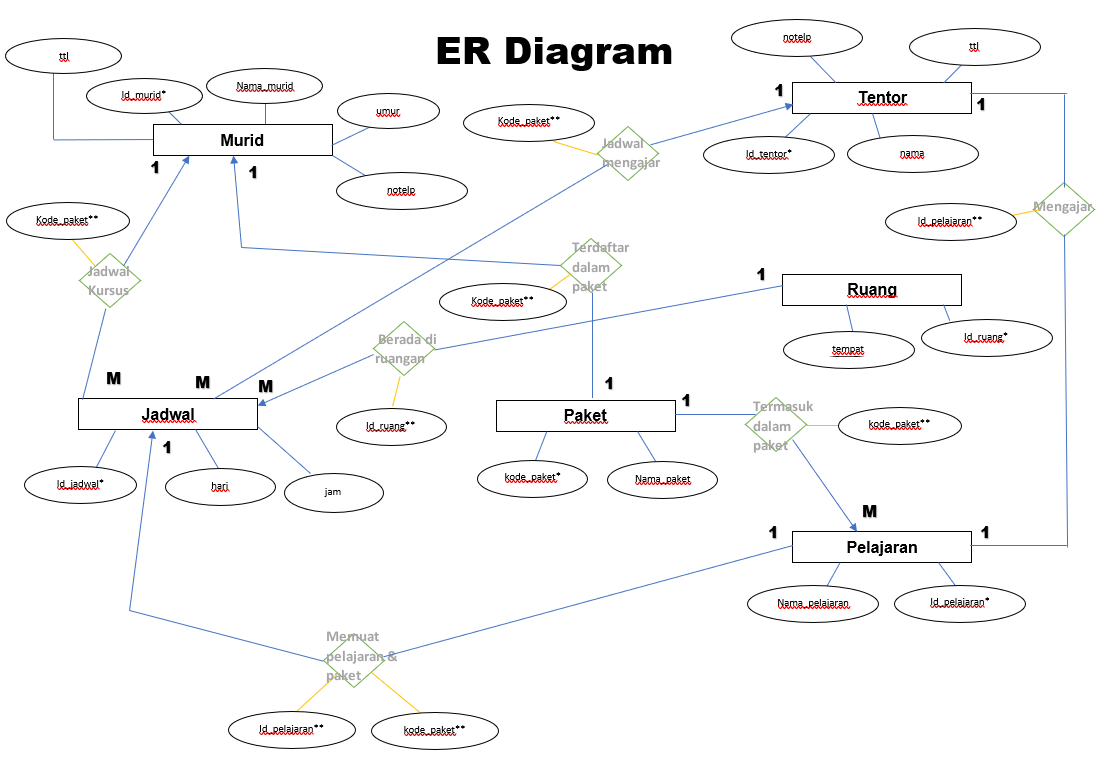 ER Diagram
notelp
ttl
ttl
Id_murid*
Nama_murid
umur
Murid
notelp
1
1
Kode_paket**
Jadwal
mengajar
1
Tentor
1
Id_tentor*
nama
Id_pelajaran**
Mengajar
Kode_paket**
Jadwal
Kursus
Terdaftar
dalam
paket
Kode_paket**
1
Ruang
tempat
Id_ruang*
Berada di
ruangan
Id_ruang**
M
M
M
Jadwal
1
Id_jadwal*
hari
jam
1
Paket
1
kode_paket*
Nama_paket
Termasuk
dalam
paket
kode_paket**
M
1
Pelajaran
1
Nama_pelajaran
Id_pelajaran*
Memuat
pelajaran &
paket
Id_pelajaran**
kode_paket**